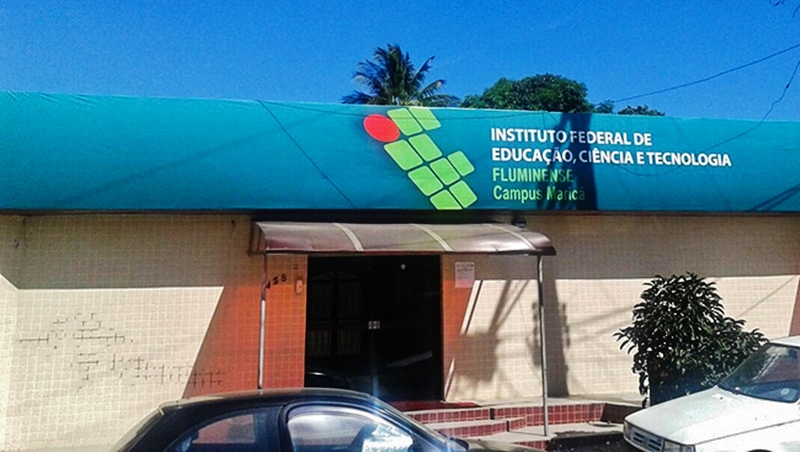 INSTITUTO FEDERAL DE
EDUCAÇÃO, CIÊNCIA E TECNOLOGIA
FLUMINENSE
Campus Maricá